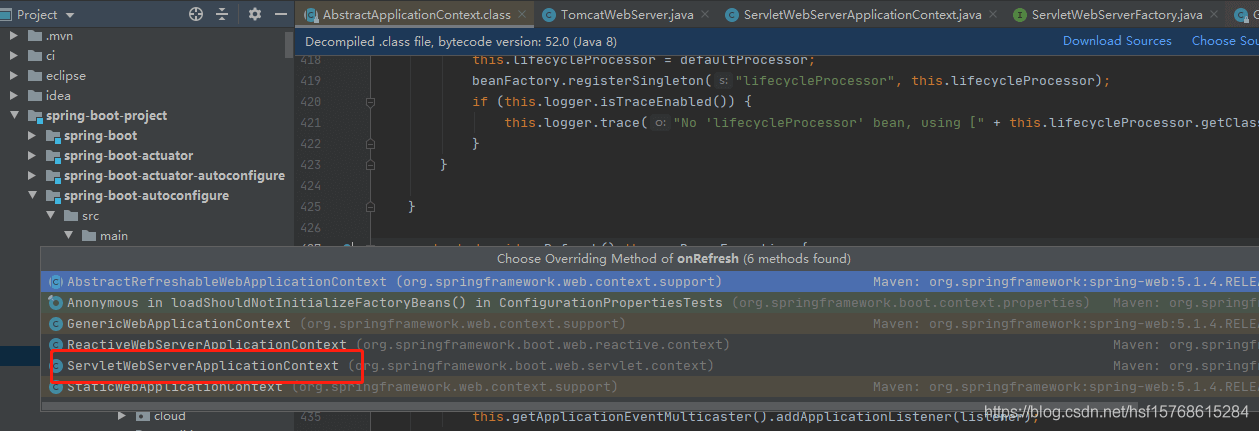 Project
AbstractApplicationContext.class TomcatWebServer.java ServletWebServerApplicationContext.java ServletWebServerFactory.java
.mvn
ci
eclipse
idea
spring-boot-project
spring-boot
spring-boot-actuator
spring-boot-actuator-autoconfigure
spring-boot-autoconfigure
src
main
Decompiled .class file, bytecode version: 52.0 (Java 8) Download Sources Choose Sou
418 this.lifecycleProcessor = defaultProcessor;
419 beanFactory.registerSingleton( s: "lifecycleProcessor", this.lifecycleProcessor);
420 if (this.logger.isTraceEnabled()) {
421 this.logger.trace( o: "No 'lifecycleProcessor' bean, using [" + this.lifecycleProcessor.getClass
422 }
423 }
424
425 }
426
Choose Overriding Method of onRefresh (6 methods found)
AbstractRefreshableWebApplicationContext (org.springframework.web.context.support) Maven: org.springframework:spring-web:5.1.4.RELEA
Anonymous in loadShouldNotInitializeFactoryBeans() in ConfigurationPropertiesTests (org.springframework.boot.context.properties) Maven: org.springf
GenericWebApplicationContext (org.springframework.web.context.support) Maven: org.springframework:spring-web:5.1.4.RELEA
ReactiveWebServerApplicationContext (org.springframework.boot.web.reactive.context) Maven: org.springf
ServletWebServerApplicationContext (org.springframework.boot.web.servlet.context) Maven: org.springf
StaticWebApplicationContext (org.springframework.web.context.support) Maven: org.springframework:spring-web:5.1.4.RELEA
cloud
435 this.getApplicationEventMulticaster().addApplicationListener(listener);
https://blog.csdn.net/hsf15768615284